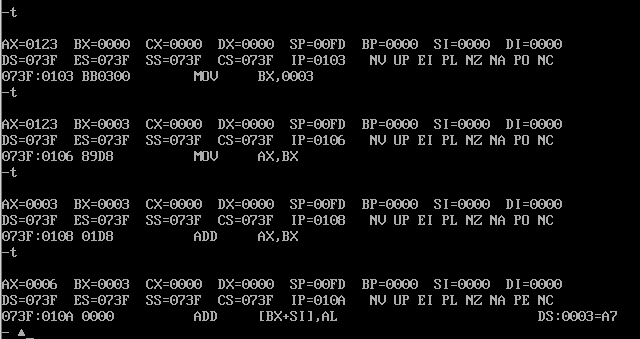 -t
AX=0123  BX=0000  CX=0000  DX=0000  SP=00FD  BP=0000  SI=0000  DI=0000
DS=073F  ES=073F  SS=073F  CS=073F  IP=0103   NV UP EI PL NZ NA PO NC
073F:0103 BB0300        MOV     BX,0003
-t
AX=0123  BX=0003  CX=0000  DX=0000  SP=00FD  BP=0000  SI=0000  DI=0000
DS=073F  ES=073F  SS=073F  CS=073F  IP=0106   NV UP EI PL NZ NA PO NC
073F:0106 89D8          MOV     AX,BX
-t
AX=0003  BX=0003  CX=0000  DX=0000  SP=00FD  BP=0000  SI=0000  DI=0000
DS=073F  ES=073F  SS=073F  CS=073F  IP=0108   NV UP EI PL NZ NA PO NC
073F:0108 01D8          ADD     AX,BX
-t
AX=0006  BX=0003  CX=0000  DX=0000  SP=00FD  BP=0000  SI=0000  DI=0000
DS=073F  ES=073F  SS=073F  CS=073F  IP=010A   NV UP EI PL NZ NA PE NC
073F:010A 0000          ADD     [BX+SI],AL                         DS:0003=A7
- ▲